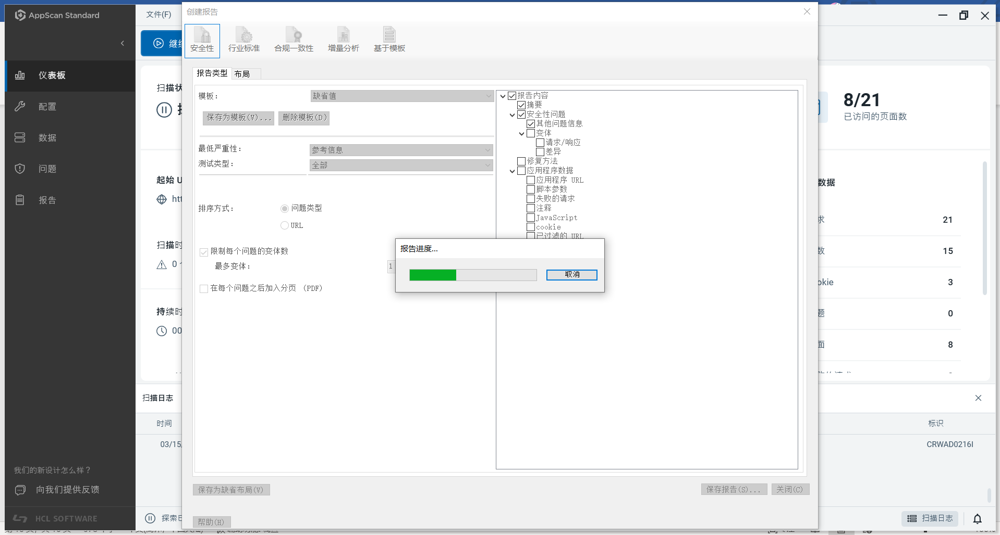 AppScan Standard
文件(F)
仪表板
配置
数据
问题
报告
我们的新设计怎么样？
向我们提供反馈
HCL SOFTWARE
扫描状
起始 U
扫描时
0
持续时
00
扫描日志
时间
03/15
创建报告
安全性
行业标准
合规一致性
增量分析
基于模板
报告类型
布局
模板：
缺省值
保存为模板(V)...
删除模板(D)
最低严重性：
参考信息
测试类型：
全部
排序方式：
问题类型
URL
限制每个问题的变体数
最多变体：
1
在每个问题之后加入分页 （PDF）
报告内容
摘要
安全性问题
其他问题信息
变体
请求/响应
差异
修复方法
应用程序数据
应用程序 URL
脚本参数
失败的请求
注释
JavaScript
cookie
已过滤的 URL
报告进度...
取消
保存为缺省布局(V)
保存报告(S)...
关闭(C)
帮助(H)
8/21
已访问的页面数
数据
求
21
数
15
okie
3
题
0
面
8
标识
CRWAD0216I
扫描日志